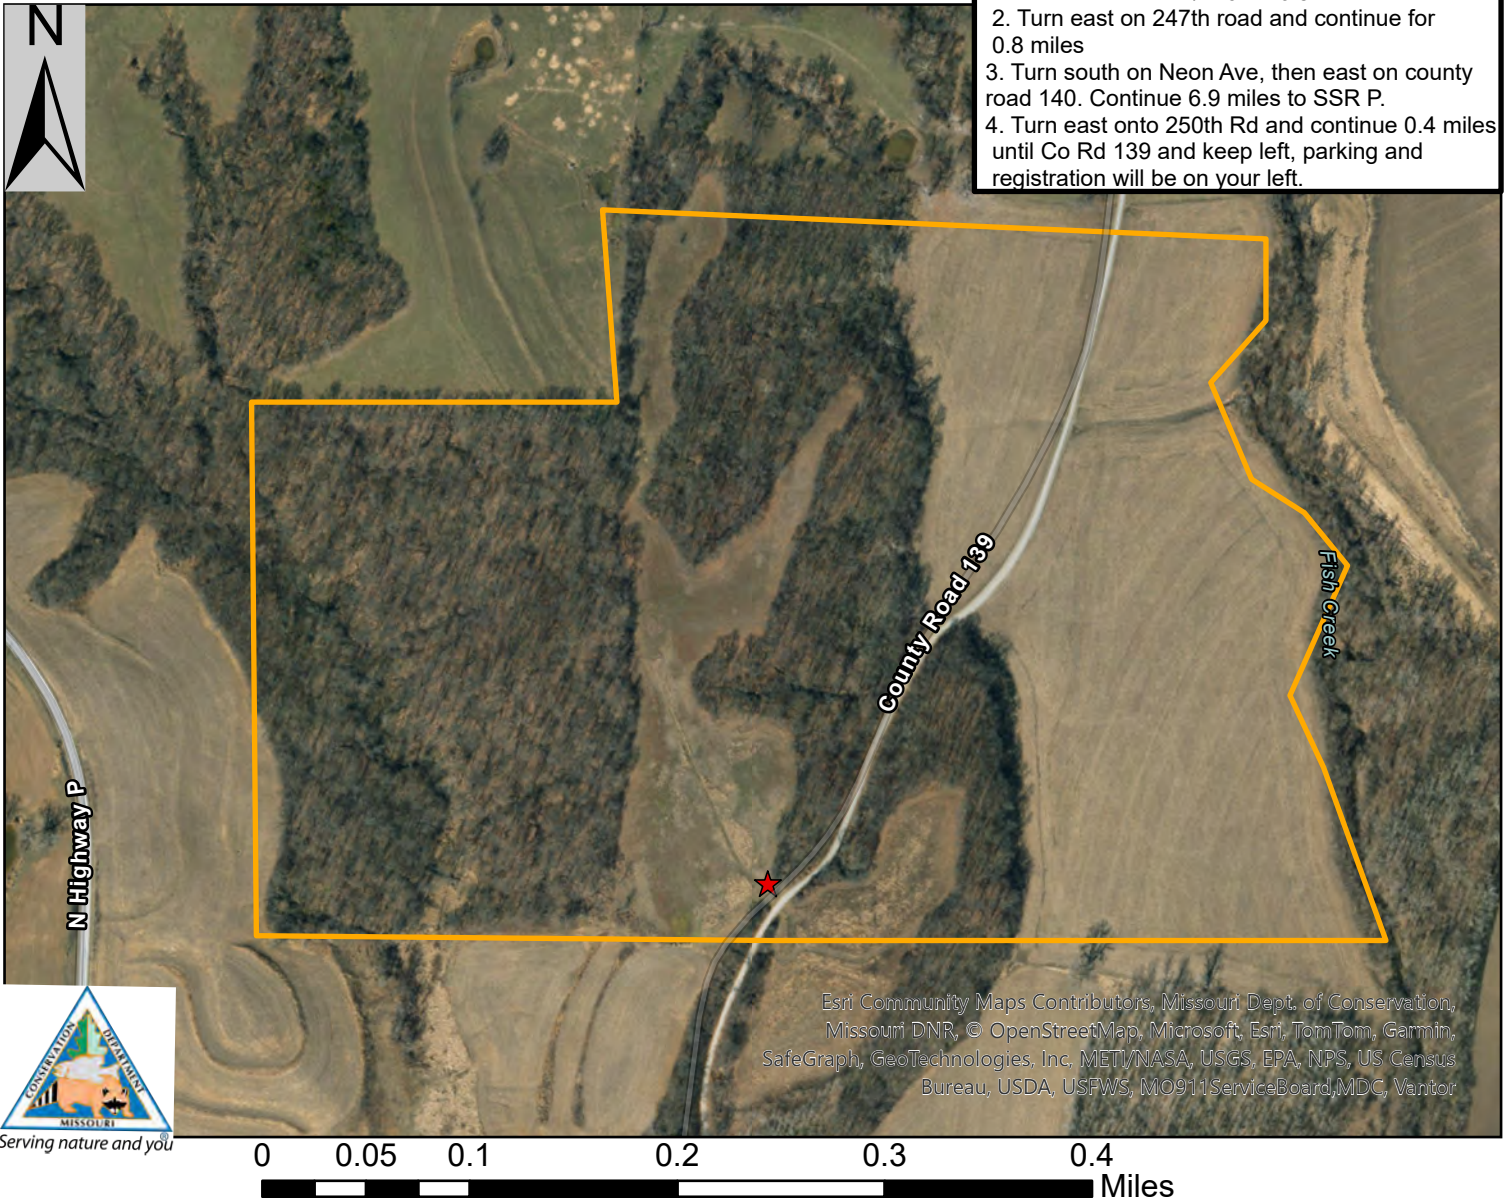 N
2. Turn east on 247th road and continue for
0.8 miles
3. Turn south on Neon Ave, then east on county
road 140. Continue 6.9 miles to SSR P.
4. Turn east onto 250th Rd and continue 0.4 miles
until Co Rd 139 and keep left, parking and
registration will be on your left.
County Road 139
Fish Creek
N Highway P
Esri Community Maps Contributors, Missouri Dept. of Conservation,
Missouri DNR, © OpenStreetMap, Microsoft, Esri, TomTom, Garmin,
SafeGraph, GeoTechnologies, Inc, METI/NASA, USGS, EPA, NPS, US Census
Bureau, USDA, USFWS, MO911ServiceBoard,MDC, Vantor
CONSERVATION DEPARTMENT
MISSOURI
®
Serving nature and you
0 0.05 0.1 0.2 0.3 0.4
Miles